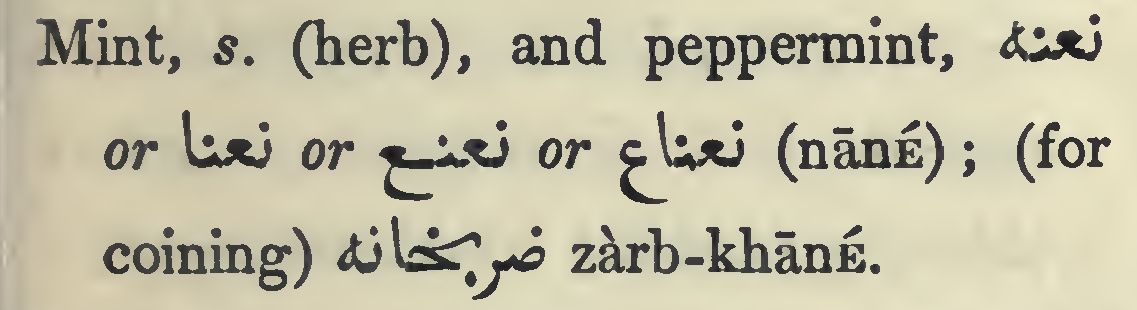 Mint, s. (herb), and peppermint, نعنه
or نعنا or نعنع or نعناع (nāné) ; (for
coining) ضربخانه zàrb-khāné.